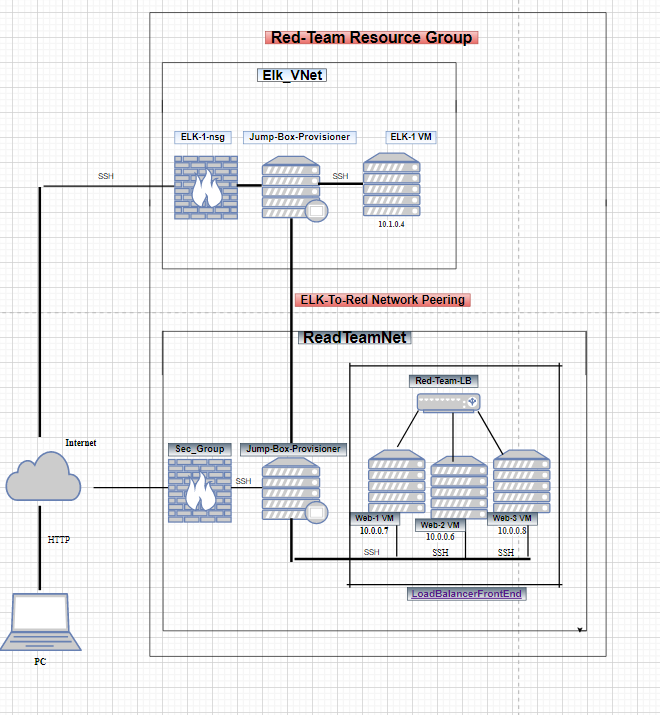 Red-Team Resource Group
Elk_VNet
ELK-1-nsg
Jump-Box-Provisioner
ELK-1 VM
SSH
SSH
10.1.0.4
ELK-To-Red Network Peering
ReadTeamNet
Red-Team-LB
Internet
Sec_Group
Jump-Box-Provisioner
SSH
Web-1 VM
Web-2 VM
Web-3 VM
10.0.0.7
10.0.0.6
10.0.0.8
HTTP
SSH
SSH
SSH
LoadBalancerFrontEnd
PC